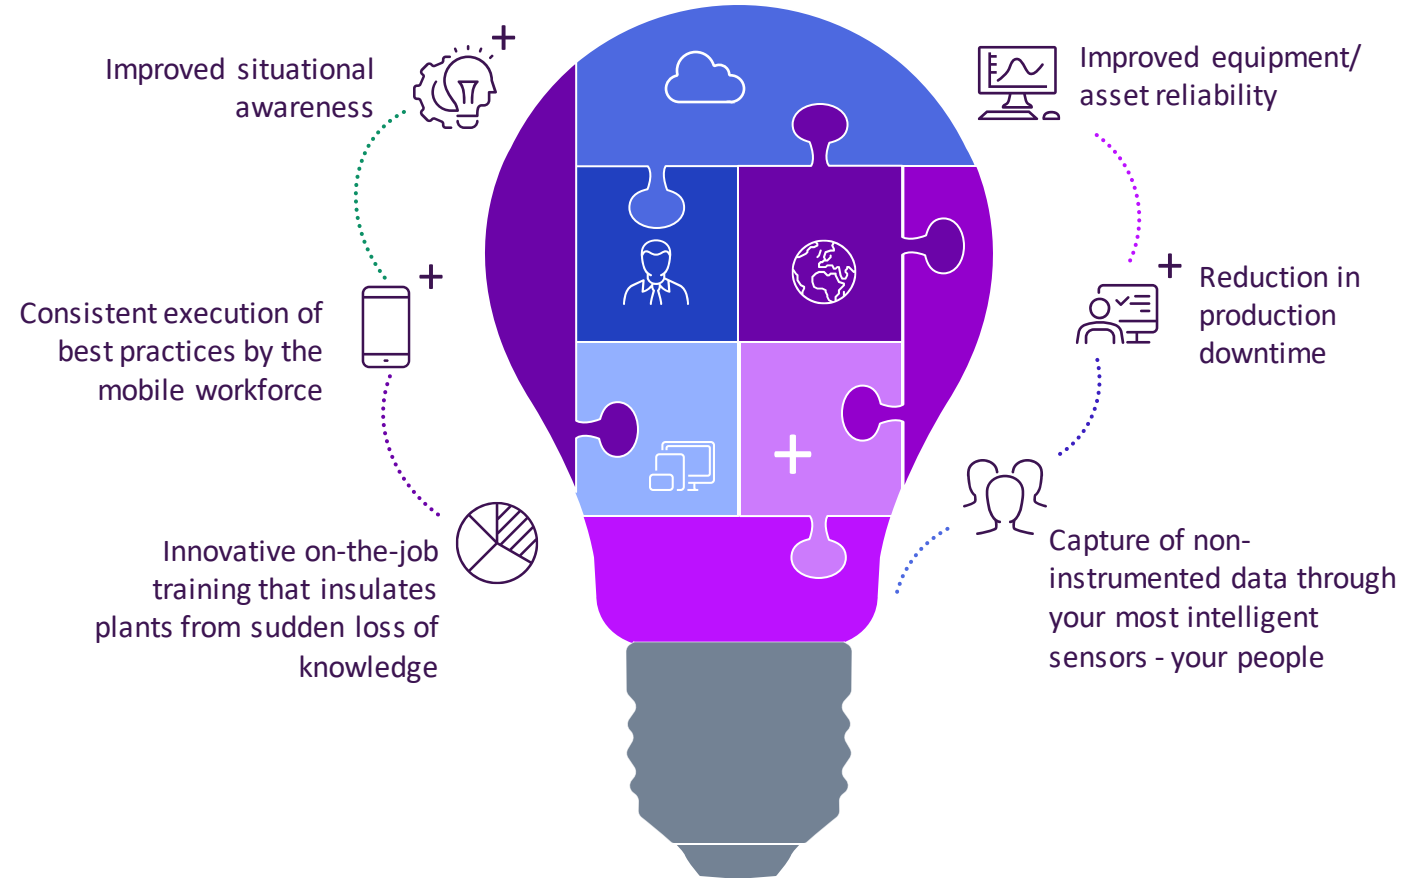 Improved situational
awareness
Consistent execution of
best practices by the
mobile workforce
Innovative on-the-job
training that insulates
plants from sudden loss of
knowledge
Improved equipment/
asset reliability
Reduction in
production
downtime
Capture of non-
instrumented data through
your most intelligent
sensors - your people